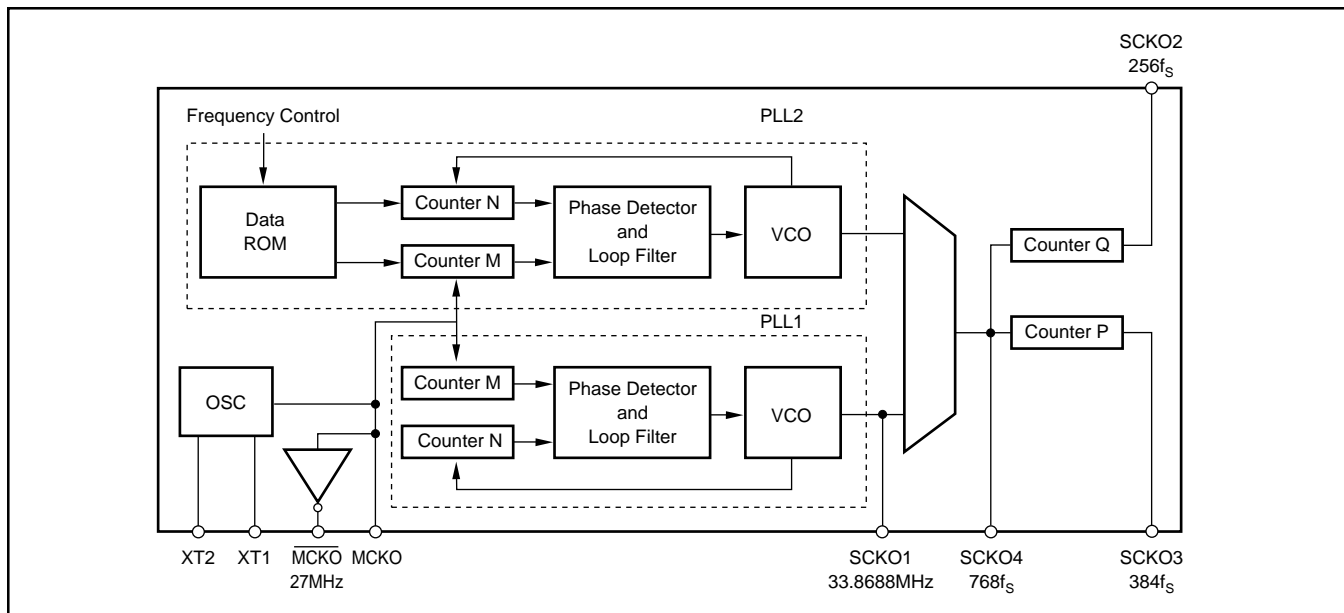 SCKO2
256fS
Frequency Control
PLL2
Data
ROM
Counter N
Counter M
Phase Detector
and
Loop Filter
VCO
Counter Q
Counter P
PLL1
OSC
Counter M
Counter N
Phase Detector
and
Loop Filter
VCO
XT2
XT1
MCKO
27MHz
MCKO
SCKO1
33.8688MHz
SCKO4
768fS
SCKO3
384fS